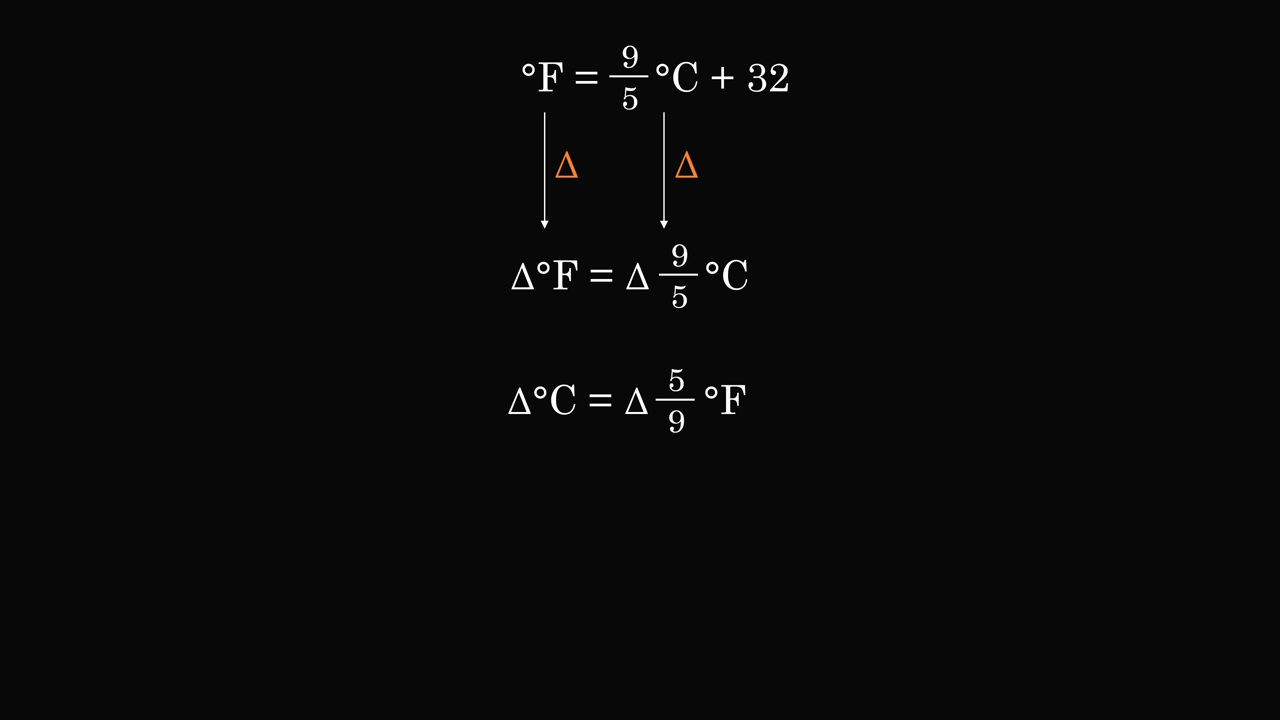 °F = 9/5 °C + 32
Δ Δ
Δ°F = Δ 9/5 °C
Δ°C = Δ 5/9 °F